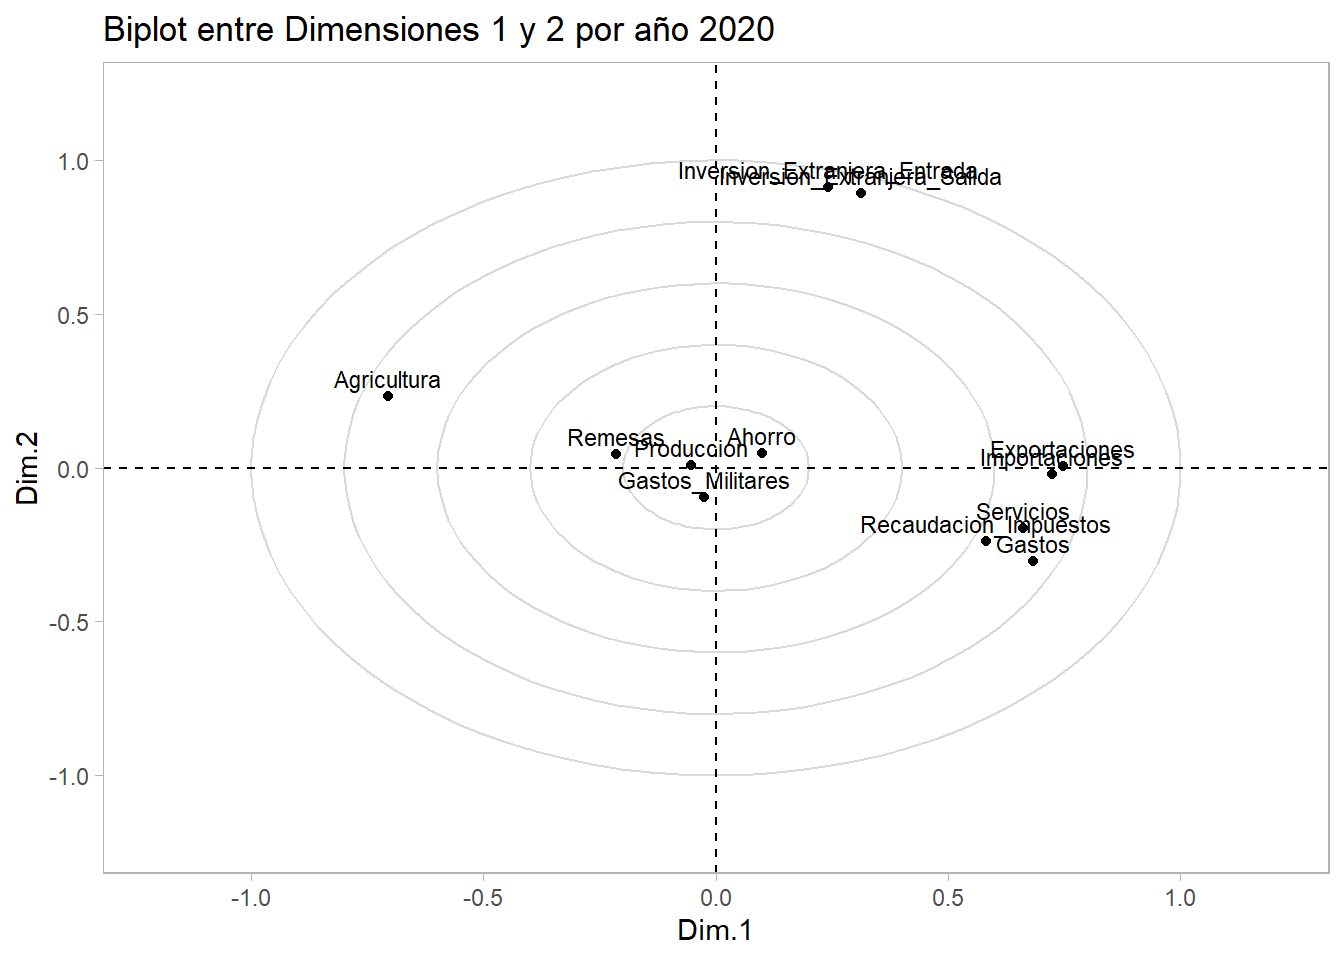 Biplot entre Dimensiones 1 y 2 por año 2020
Dim.2
1.0
0.5
0.0
-0.5
-1.0
Inversion_Extranjera_Entrada
Inversion_Extranjera_Salida
Agricultura
Remesas
Produccion
Ahorro
Gastos_Militares
Exportaciones
Importaciones
Servicios
Recaudacion_Impuestos
Gastos
-1.0
-0.5
0.0
0.5
1.0
Dim.1